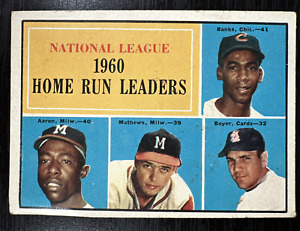 Banks, Chic.—41
NATIONAL LEAGUE
1960
HOME RUN LEADERS
Aaron, Milw.—40
Mathews, Milw.—39
Boyer, Cards—32
M
M